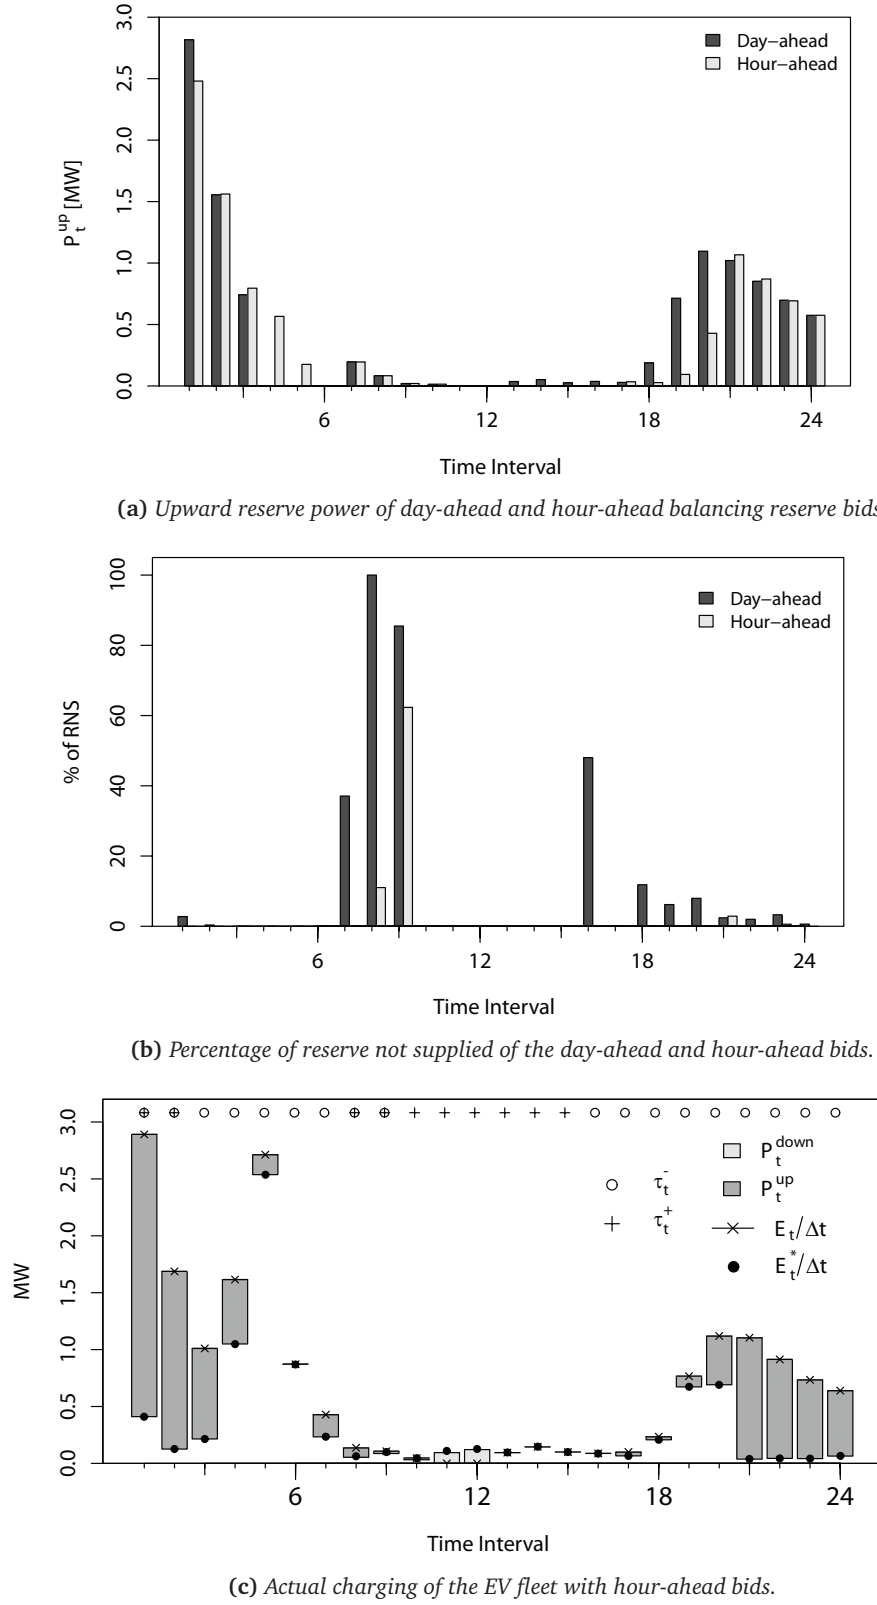 3.0
2.5
2.0
1.5
1.0
0.5
0.0
P_t^up [MW]
Day−ahead
Hour−ahead
6 12 18 24
Time Interval
(a) Upward reserve power of day-ahead and hour-ahead balancing reserve bids
100
80
60
40
20
0
% of RNS
Day−ahead
Hour−ahead
6 12 18 24
Time Interval
(b) Percentage of reserve not supplied of the day-ahead and hour-ahead bids.
3.0
2.5
2.0
1.5
1.0
0.5
0.0
MW
τ_t^-
τ_t^+
P_t^down
P_t^up
E_t/Δt
E_t^*/Δt
6 12 18 24
Time Interval
(c) Actual charging of the EV fleet with hour-ahead bids.